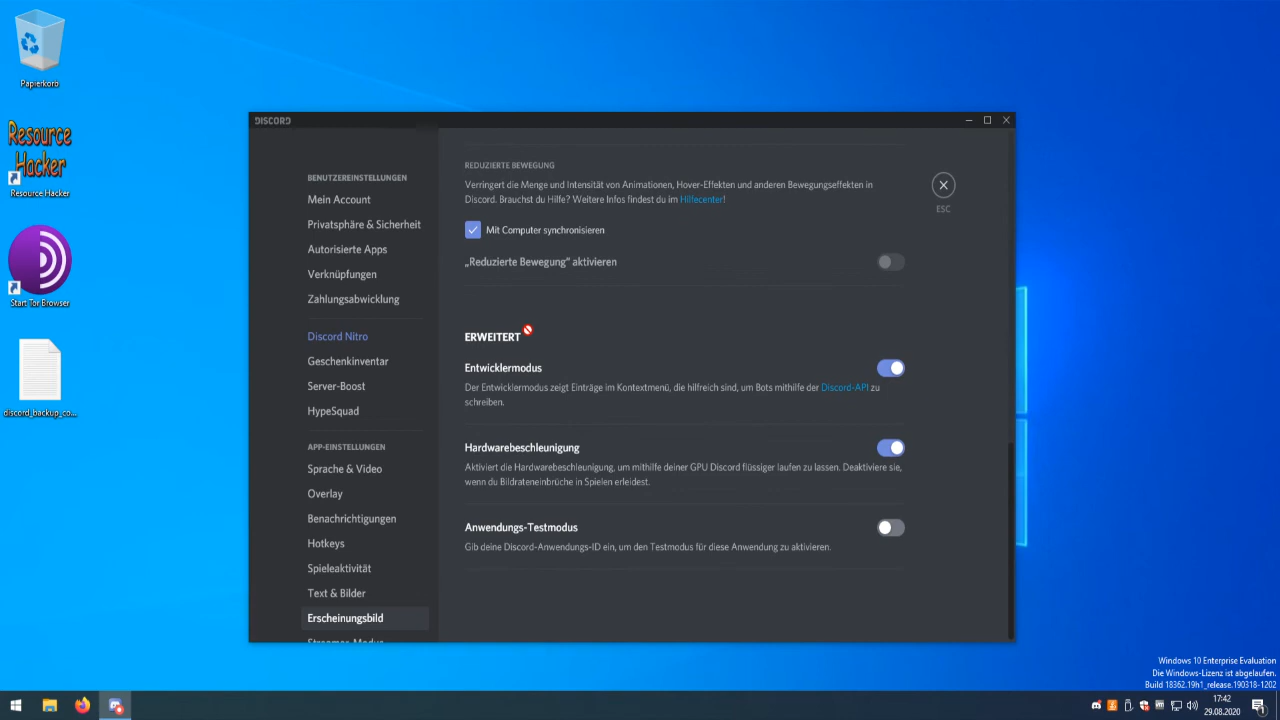 Papierkorb
Resource
Hacker
Resource Hacker
Start Tor Browser
discord_backup_co...
DISCORD
BENUTZEREINSTELLUNGEN
Mein Account
Privatsphäre & Sicherheit
Autorisierte Apps
Verknüpfungen
Zahlungsabwicklung
Discord Nitro
Geschenkinventar
Server-Boost
HypeSquad
APP-EINSTELLUNGEN
Sprache & Video
Overlay
Benachrichtigungen
Hotkeys
Spieleaktivität
Text & Bilder
Erscheinungsbild
Streamer-Modus
REDUZIERTE BEWEGUNG
Verringert die Menge und Intensität von Animationen, Hover-Effekten und anderen Bewegungseffekten in
Discord. Brauchst du Hilfe? Weitere Infos findest du im Hilfecenter!
Mit Computer synchronisieren
„Reduzierte Bewegung“ aktivieren
ESC
ERWEITERT
Entwicklermodus
Der Entwicklermodus zeigt Einträge im Kontextmenü, die hilfreich sind, um Bots mithilfe der Discord-API zu
schreiben.
Hardwarebeschleunigung
Aktiviert die Hardwarebeschleunigung, um mithilfe deiner GPU Discord flüssiger laufen zu lassen. Deaktiviere sie,
wenn du Bildrateneinbrüche in Spielen erleidest.
Anwendungs-Testmodus
Gib deine Discord-Anwendungs-ID ein, um den Testmodus für diese Anwendung zu aktivieren.
Windows 10 Enterprise Evaluation
Die Windows-Lizenz ist abgelaufen.
Build 18362.19h1_release.190318-1202
17:42
29.08.2020